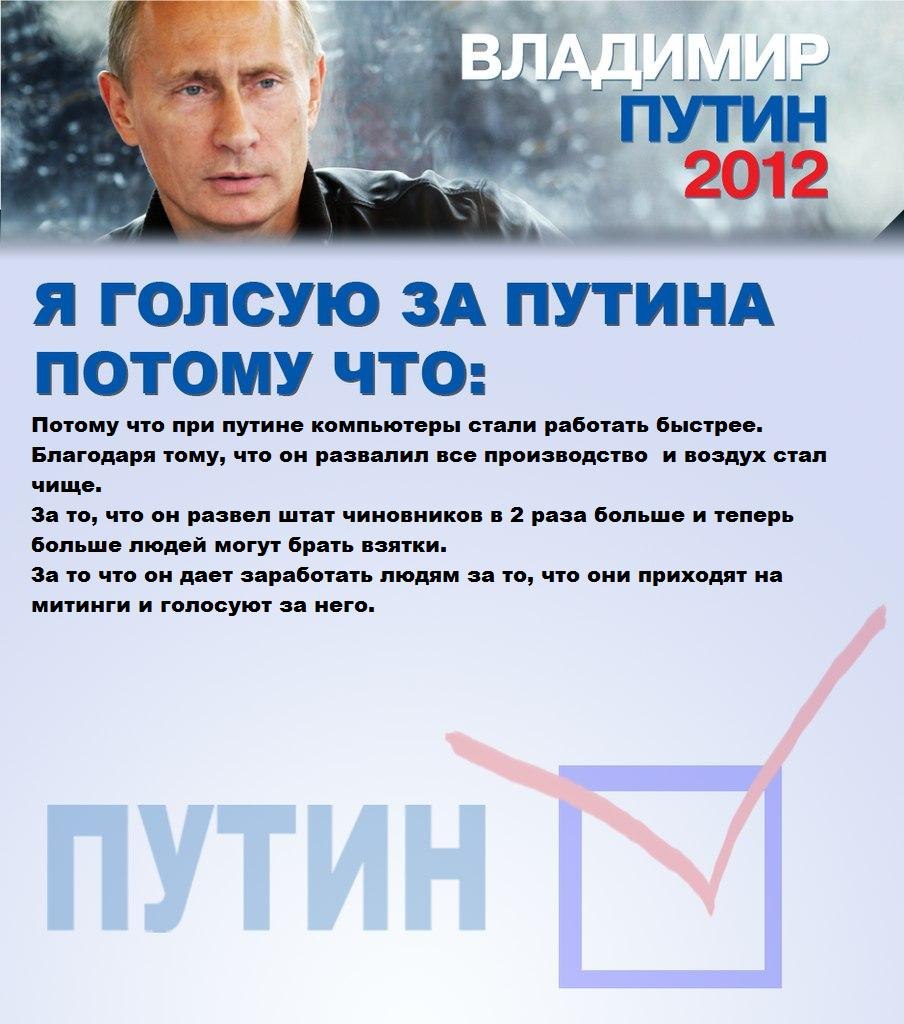 ВЛАДИМИР
ПУТИН
2012
Я ГОЛСУЮ ЗА ПУТИНА
ПОТОМУ ЧТО:
Потому что при путине компьютеры стали работать быстрее.
Благодаря тому, что он развалил все производство и воздух стал
чище.
За то, что он развел штат чиновников в 2 раза больше и теперь
больше людей могут брать взятки.
За то что он дает заработать людям за то, что они приходят на
митинги и голосуют за него.
ПУТИН